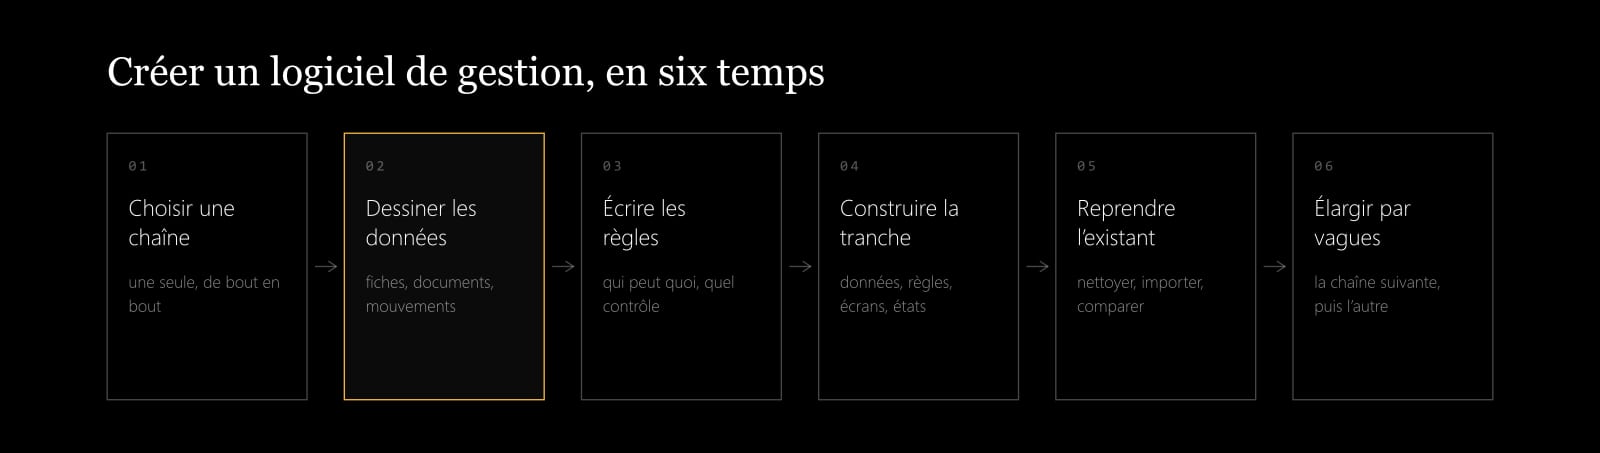 Créer un logiciel de gestion, en six temps
01
Choisir une
chaîne
une seule, de bout en
bout
02
Dessiner les
données
fiches, documents,
mouvements
03
Écrire les
règles
qui peut quoi, quel
contrôle
04
Construire la
tranche
données, règles,
écrans, états
05
Reprendre
l’existant
nettoyer, importer,
comparer
06
Élargir par
vagues
la chaîne suivante,
puis l’autre